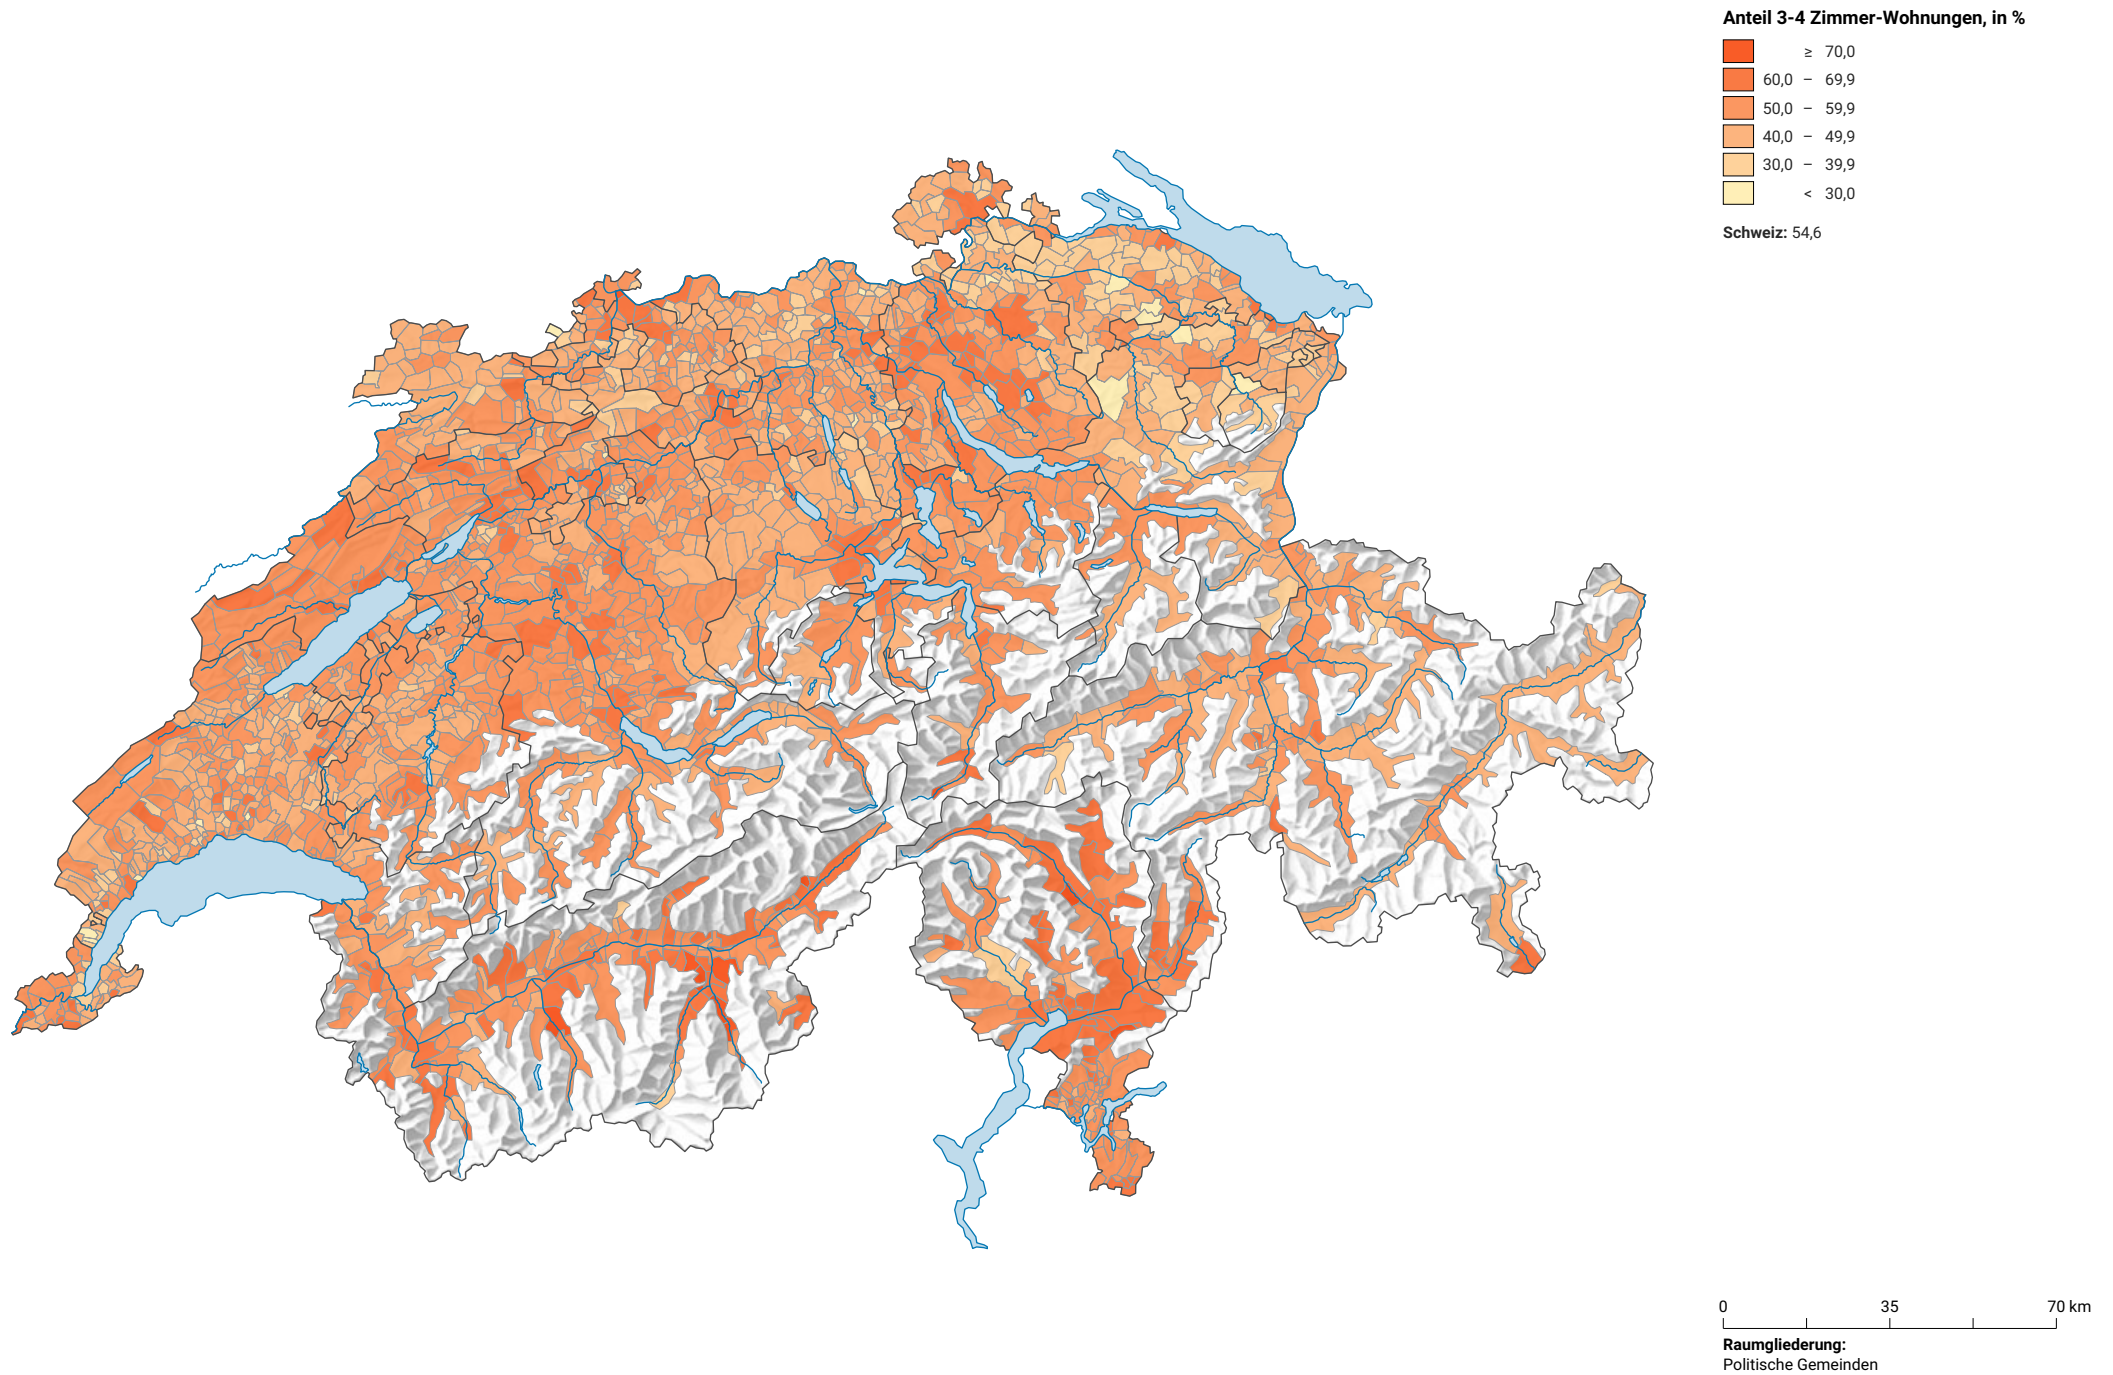 Anteil 3-4 Zimmer-Wohnungen, in %
≥ 70,0
60,0 – 69,9
50,0 – 59,9
40,0 – 49,9
30,0 – 39,9
< 30,0
Schweiz: 54,6
0 35 70 km
Raumgliederung:
Politische Gemeinden